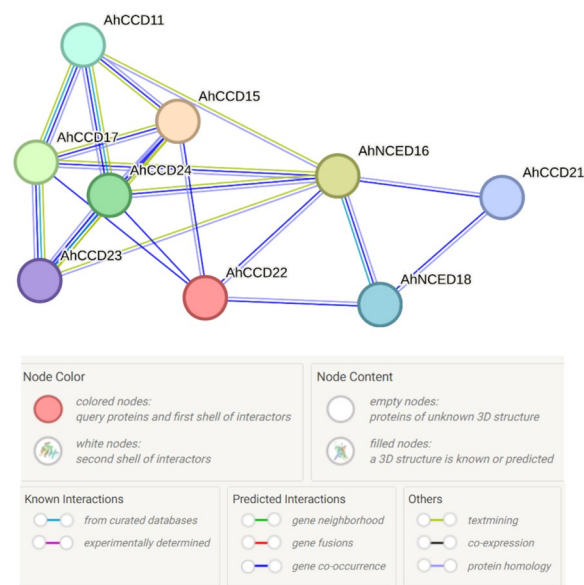 AhCCD11
AhCCD15
AhCCD17
AhNCED16
AhCCD24
AhCCD21
AhCCD23
AhCCD22
AhNCED18
Node Color
colored nodes:
query proteins and first shell of interactors
white nodes:
second shell of interactors
Node Content
empty nodes:
proteins of unknown 3D structure
filled nodes:
a 3D structure is known or predicted
Known Interactions
from curated databases
experimentally determined
Predicted Interactions
gene neighborhood
gene fusions
gene co-occurrence
Others
textmining
co-expression
protein homology